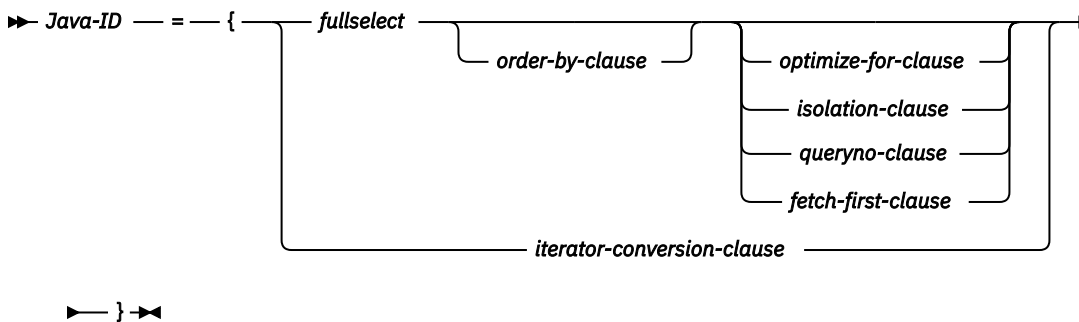 Java-ID = { fullselect
order-by-clause optimize-for-clause
isolation-clause
queryno-clause
fetch-first-clause
iterator-conversion-clause
}